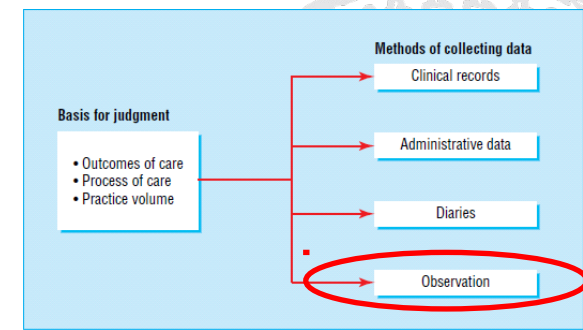 Methods of collecting data
Clinical records
Basis for judgment
• Outcomes of care
• Process of care
• Practice volume
Administrative data
Diaries
Observation